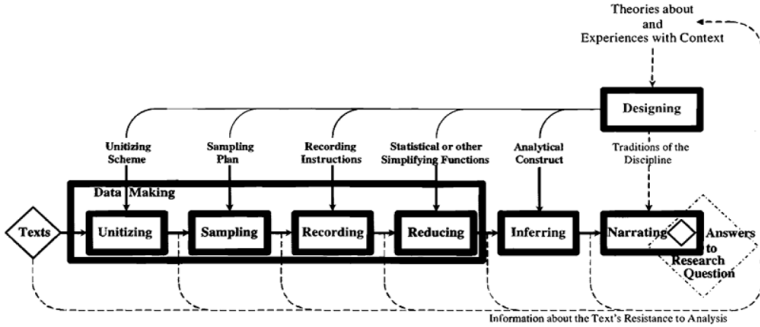 Theories about
and
Experiences with Context
Designing
Unitizing
Scheme
Sampling
Plan
Recording
Instructions
Statistical or other
Simplifying Functions
Analytical
Construct
Traditions of the
Discipline
Data Making
Texts
Unitizing
Sampling
Recording
Reducing
Inferring
Narrating
Answers
to
Research
Question
Information about the Text's Resistance to Analysis